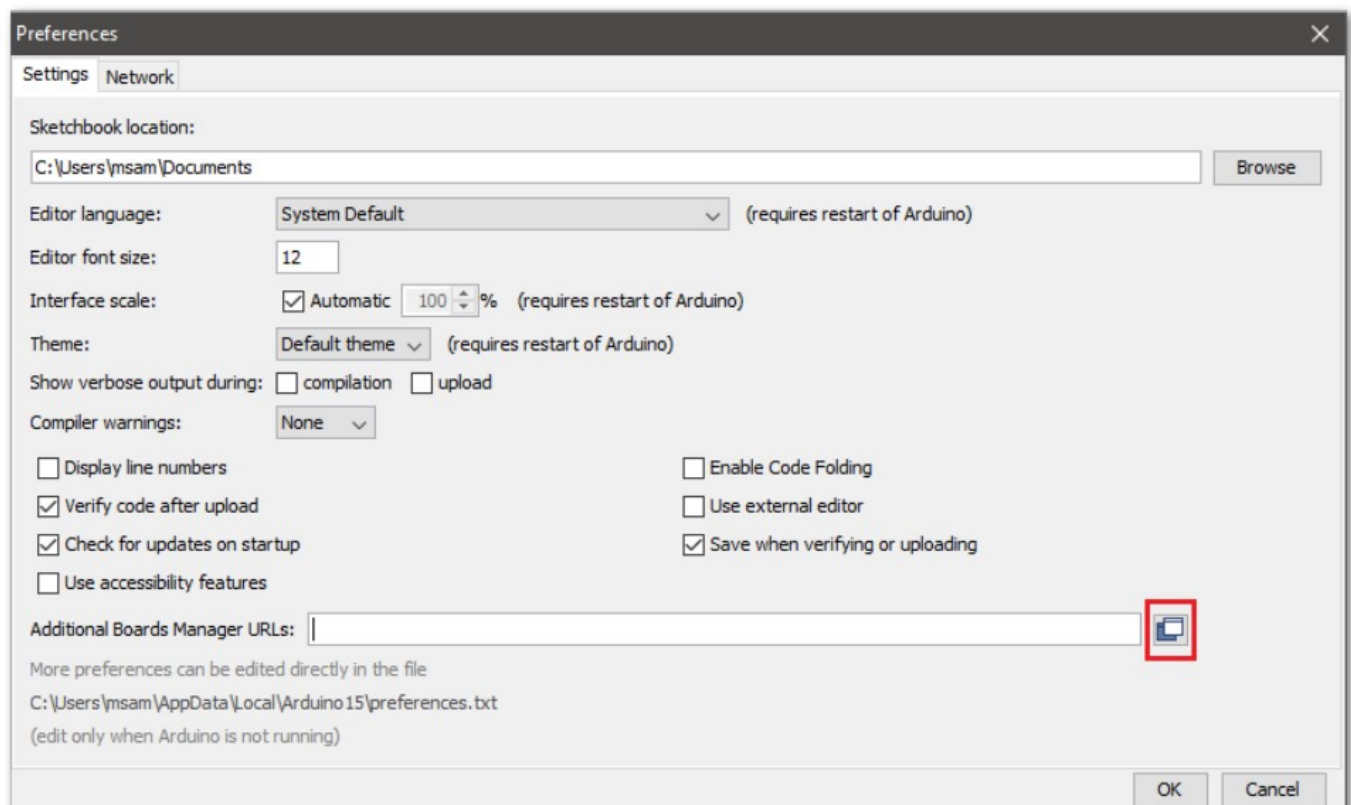 Preferences
Settings Network
Sketchbook location:
C:\Users\msam\Documents Browse
Editor language: System Default (requires restart of Arduino)
Editor font size: 12
Interface scale: Automatic 100 % (requires restart of Arduino)
Theme: Default theme (requires restart of Arduino)
Show verbose output during: compilation upload
Compiler warnings: None
Display line numbers Enable Code Folding
Verify code after upload Use external editor
Check for updates on startup Save when verifying or uploading
Use accessibility features
Additional Boards Manager URLs:
More preferences can be edited directly in the file
C:\Users\msam\AppData\Local\Arduino15\preferences.txt
(edit only when Arduino is not running)
OK Cancel